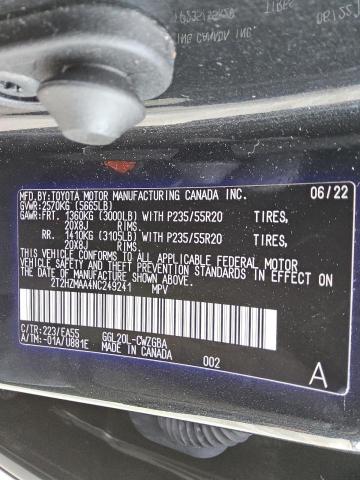 MFD.BY:TOYOTA MOTOR MANUFACTURING CANADA INC. 06/22
GVWR:2570KG (5665LB)
GAWR:FRT. 1360KG (3000LB) WITH P235/55R20 TIRES,
20X8J RIMS.
RR. 1410KG (3105LB) WITH P235/55R20 TIRES,
20X8J RIMS.
THIS VEHICLE CONFORMS TO ALL APPLICABLE FEDERAL MOTOR
VEHICLE SAFETY AND THEFT PREVENTION STANDARDS IN EFFECT
ON THE DATE OF MANUFACTURE SHOWN ABOVE.
2T2HZMAA4NC249241 MPV
C/TR:223/EA55 GGL20L-CWZGBA
A/TM:-01A/U881E MADE IN CANADA 002
A